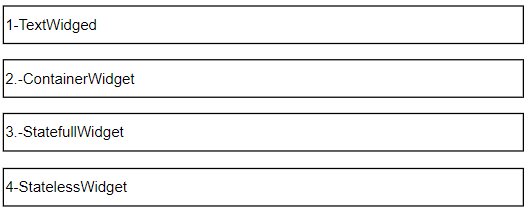 1-TextWidged
2.-ContainerWidget
3.-StatefullWidget
4-StatelessWidget